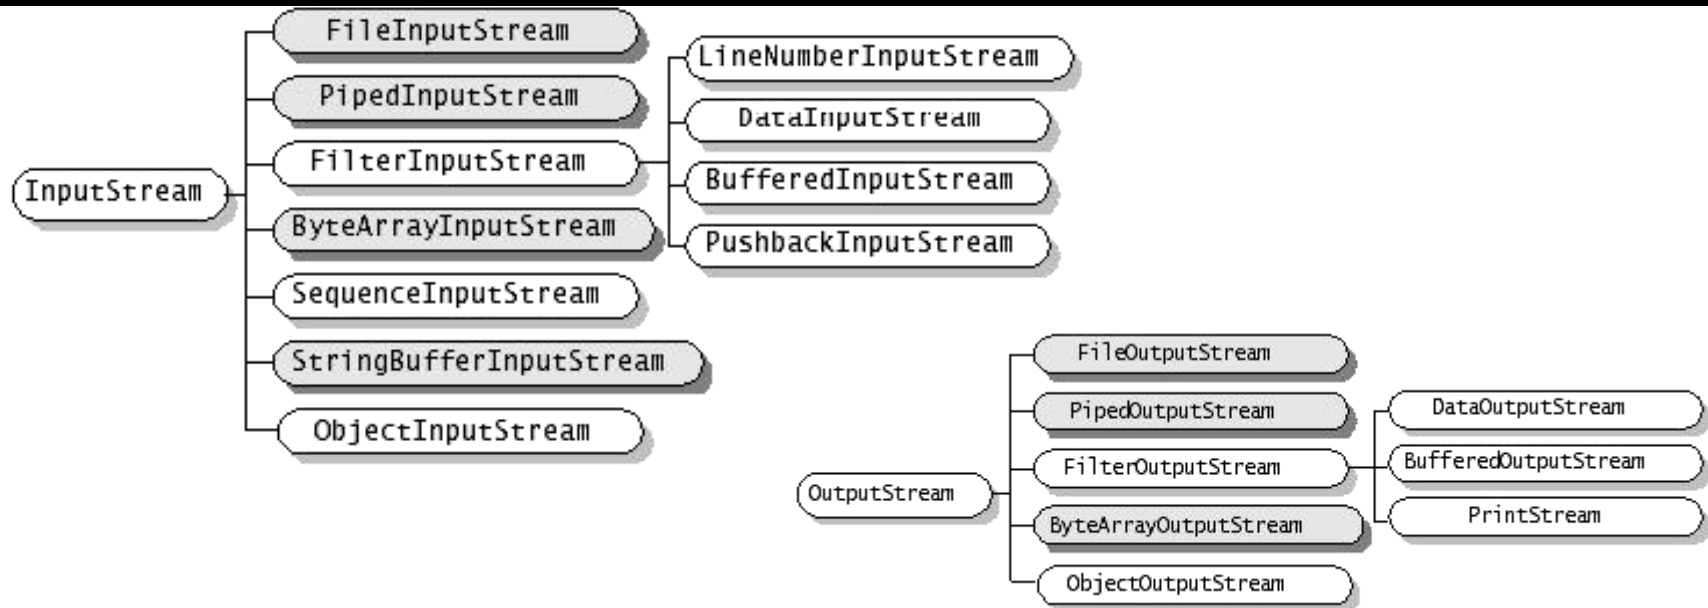 FileInputStream
PipedInputStream
FilterInputStream
InputStream
ByteArrayInputStream
SequenceInputStream
StringBufferInputStream
ObjectInputStream
LineNumberInputStream
DataInputStream
BufferedInputStream
PushbackInputStream
OutputStream
FileOutputStream
PipedOutputStream
FilterOutputStream
ByteArrayOutputStream
ObjectOutputStream
DataOutputStream
BufferedOutputStream
PrintStream